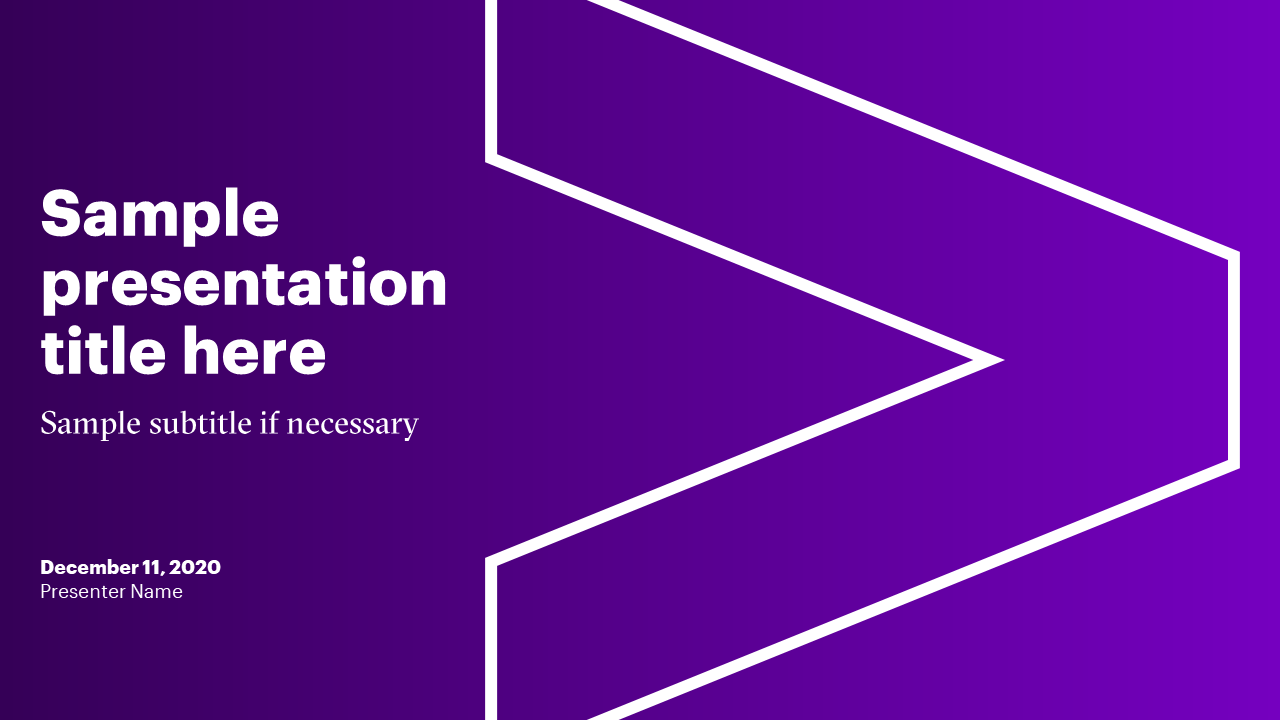 Sample
presentation
title here
Sample subtitle if necessary
December 11, 2020
Presenter Name